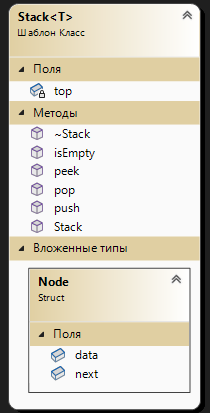 Stack<T>
Шаблон Класс
Поля
top
Методы
~Stack
isEmpty
peek
pop
push
Stack
Вложенные типы
Node
Struct
Поля
data
next